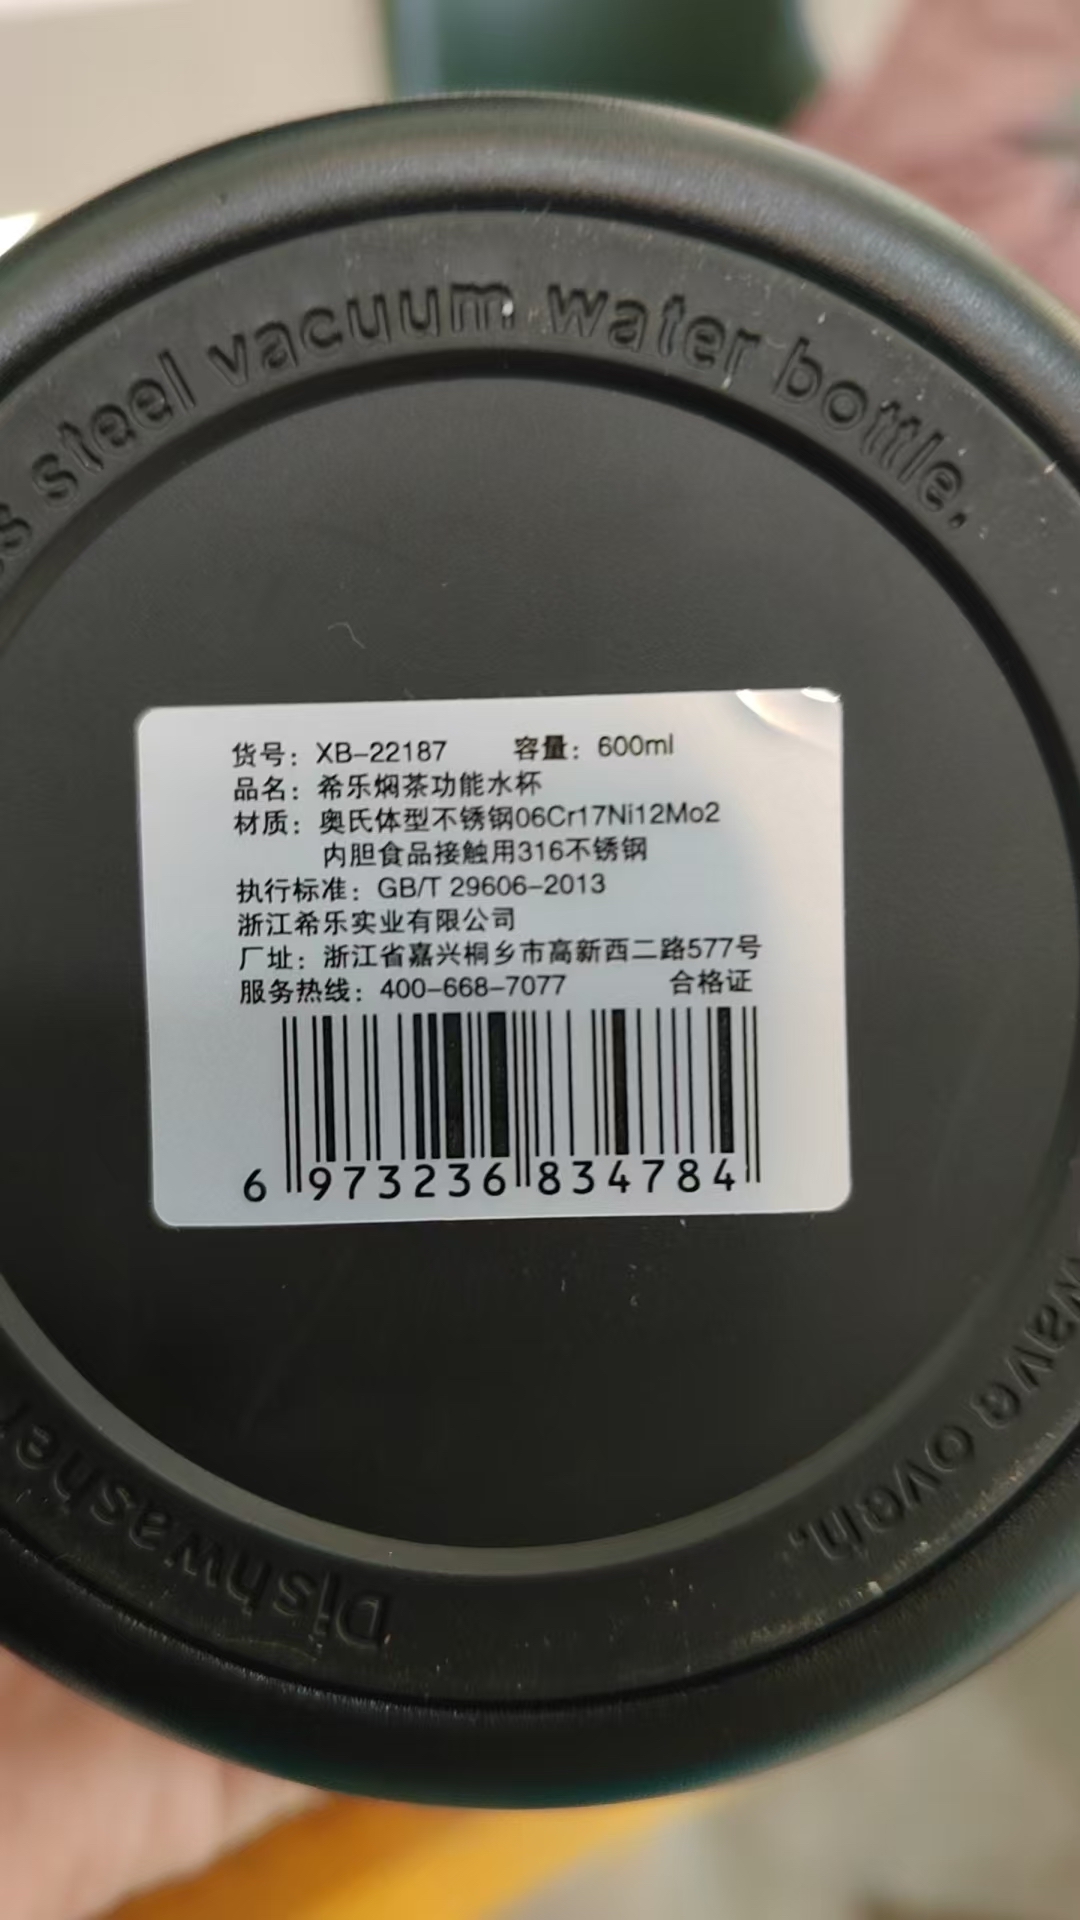 steel vacuum water bottle.
货号：XB-22187 容量：600ml
品名：希乐焖茶功能水杯
材质：奥氏体型不锈钢06Cr17Ni12Mo2
内胆食品接触用316不锈钢
执行标准：GB/T 29606-2013
浙江希乐实业有限公司
厂址：浙江省嘉兴桐乡市高新西二路577号
服务热线：400-668-7077 合格证
6 973236 834784
oven.
Dishwasher